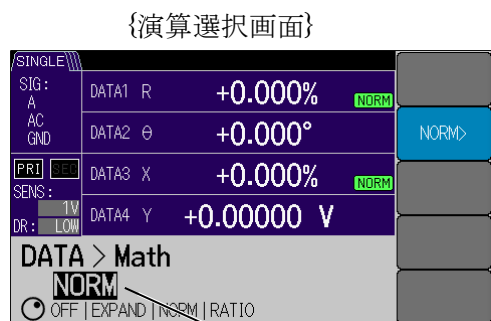 {演算選択画面}
SINGLE
SIG:
A
AC
GND
DATA1 R +0.000% NORM
DATA2 θ +0.000°
NORM>
PRI SEC
SENS:
1V
DR: LOW
DATA3 X +0.000% NORM
DATA4 Y +0.00000 V
DATA > Math
NORM
OFF | EXPAND | NORM | RATIO